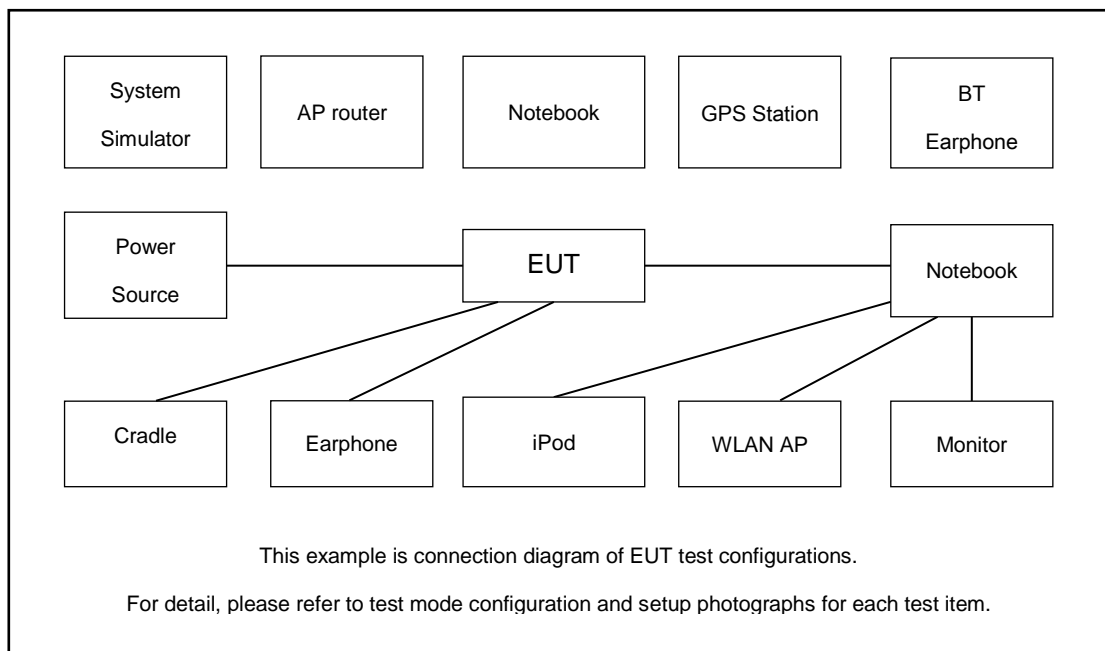 System
Simulator
AP router
Notebook
GPS Station
BT
Earphone
Power
Source
EUT
Notebook
Cradle
Earphone
iPod
WLAN AP
Monitor
This example is connection diagram of EUT test configurations.
For detail, please refer to test mode configuration and setup photographs for each test item.